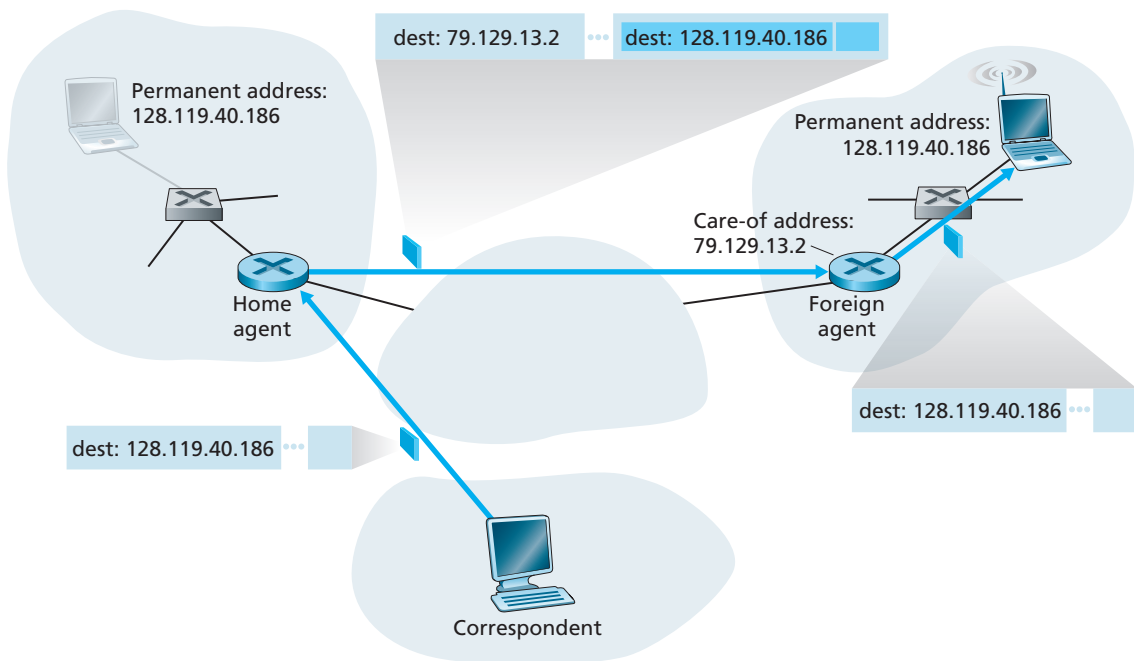 dest: 79.129.13.2 ••• dest: 128.119.40.186
Permanent address:
128.119.40.186
Permanent address:
128.119.40.186
Care-of address:
79.129.13.2
Home
agent
Foreign
agent
dest: 128.119.40.186 •••
dest: 128.119.40.186 •••
Correspondent